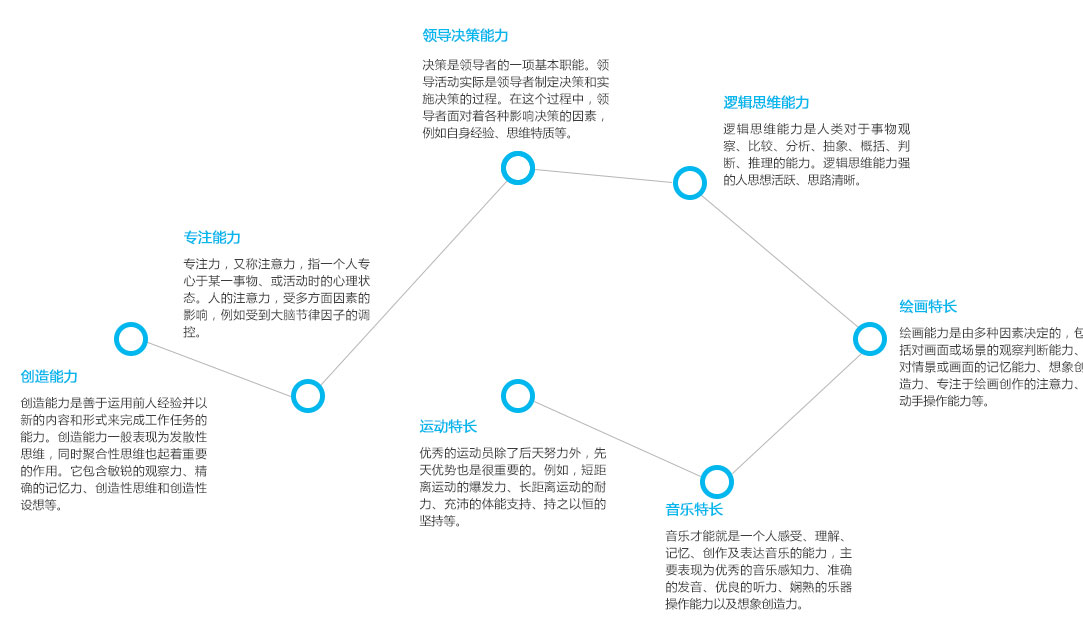 领导决策能力
决策是领导者的一项基本职能。领
导活动实际是领导者制定决策和实
施决策的过程。在这个过程中，领
导者面对着各种影响决策的因素，
例如自身经验、思维特质等。
逻辑思维能力
逻辑思维能力是人类对于事物观
察、比较、分析、抽象、概括、判
断、推理的能力。逻辑思维能力强
的人思想活跃、思路清晰。
专注能力
专注力，又称注意力，指一个人专
心于某一事物、或活动时的心理状
态。人的注意力，受多方面因素的
影响，例如受到大脑节律因子的调
控。
绘画特长
绘画能力是由多种因素决定的，包
括对画面或场景的观察判断能力、
对情景或画面的记忆能力、想象创
造力、专注于绘画创作的注意力、
动手操作能力等。
创造能力
创造能力是善于运用前人经验并以
新的内容和形式来完成工作任务的
能力。创造能力一般表现为发散性
思维，同时聚合性思维也起着重要
的作用。它包含敏锐的观察力、精
确的记忆力、创造性思维和创造性
设想等。
运动特长
优秀的运动员除了后天努力外，先
天优势也是很重要的。例如，短距
离运动的爆发力、长距离运动的耐
力、充沛的体能支持、持之以恒的
坚持等。
音乐特长
音乐才能就是一个人感受、理解、
记忆、创作及表达音乐的能力，主
要表现为优秀的音乐感知力、准确
的发音、优良的听力、娴熟的乐器
操作能力以及想象创造力。